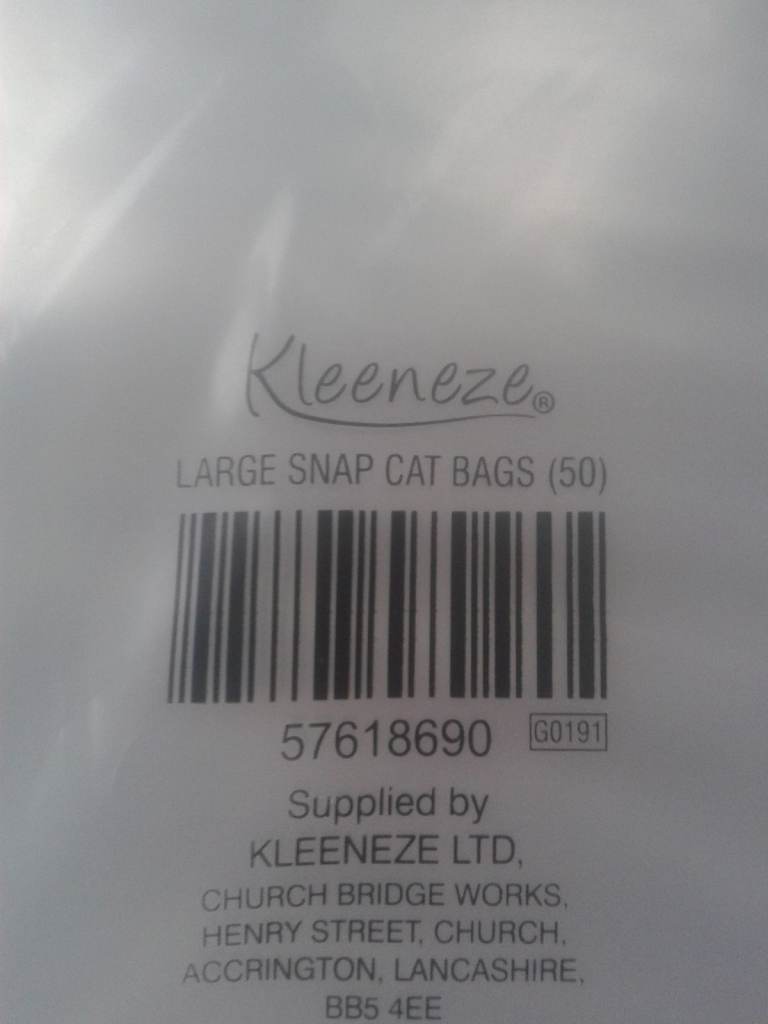 Kleeneze®
LARGE SNAP CAT BAGS (50)
57618690 G0191
Supplied by
KLEENEZE LTD,
CHURCH BRIDGE WORKS,
HENRY STREET, CHURCH,
ACCRINGTON, LANCASHIRE,
BB5 4EE